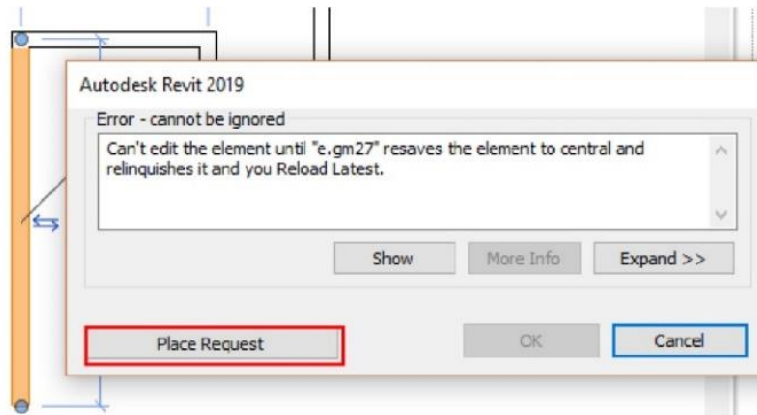 Autodesk Revit 2019
Error - cannot be ignored
Can't edit the element until "e.gm27" resaves the element to central and
relinquishes it and you Reload Latest.
Show
More Info
Expand >>
Place Request
OK
Cancel